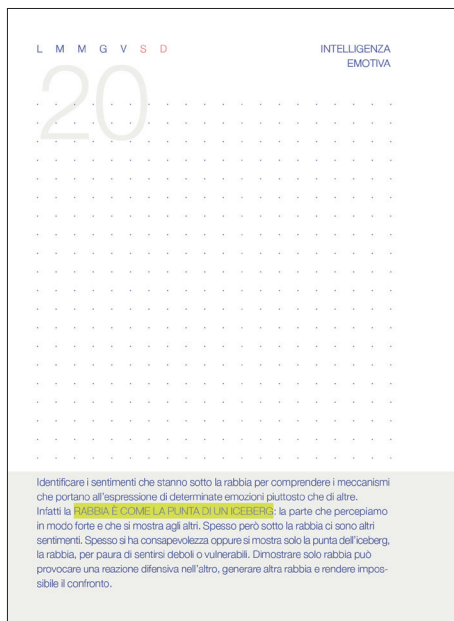 L M M G V S D
INTELLIGENZA
EMOTIVA
20
Identificare i sentimenti che stanno sotto la rabbia per comprendere i meccanismi
che portano all'espressione di determinate emozioni piuttosto che di altre.
Infatti la RABBIA È COME LA PUNTA DI UN ICEBERG: la parte che percepiamo
in modo forte e che si mostra agli altri. Spesso però sotto la rabbia ci sono altri
sentimenti. Spesso si ha consapevolezza oppure si mostra solo la punta dell'iceberg,
la rabbia, per paura di sentirsi deboli o vulnerabili. Dimostrare solo rabbia può
provocare una reazione difensiva nell'altro, generare altra rabbia e rendere impos-
sibile il confronto.